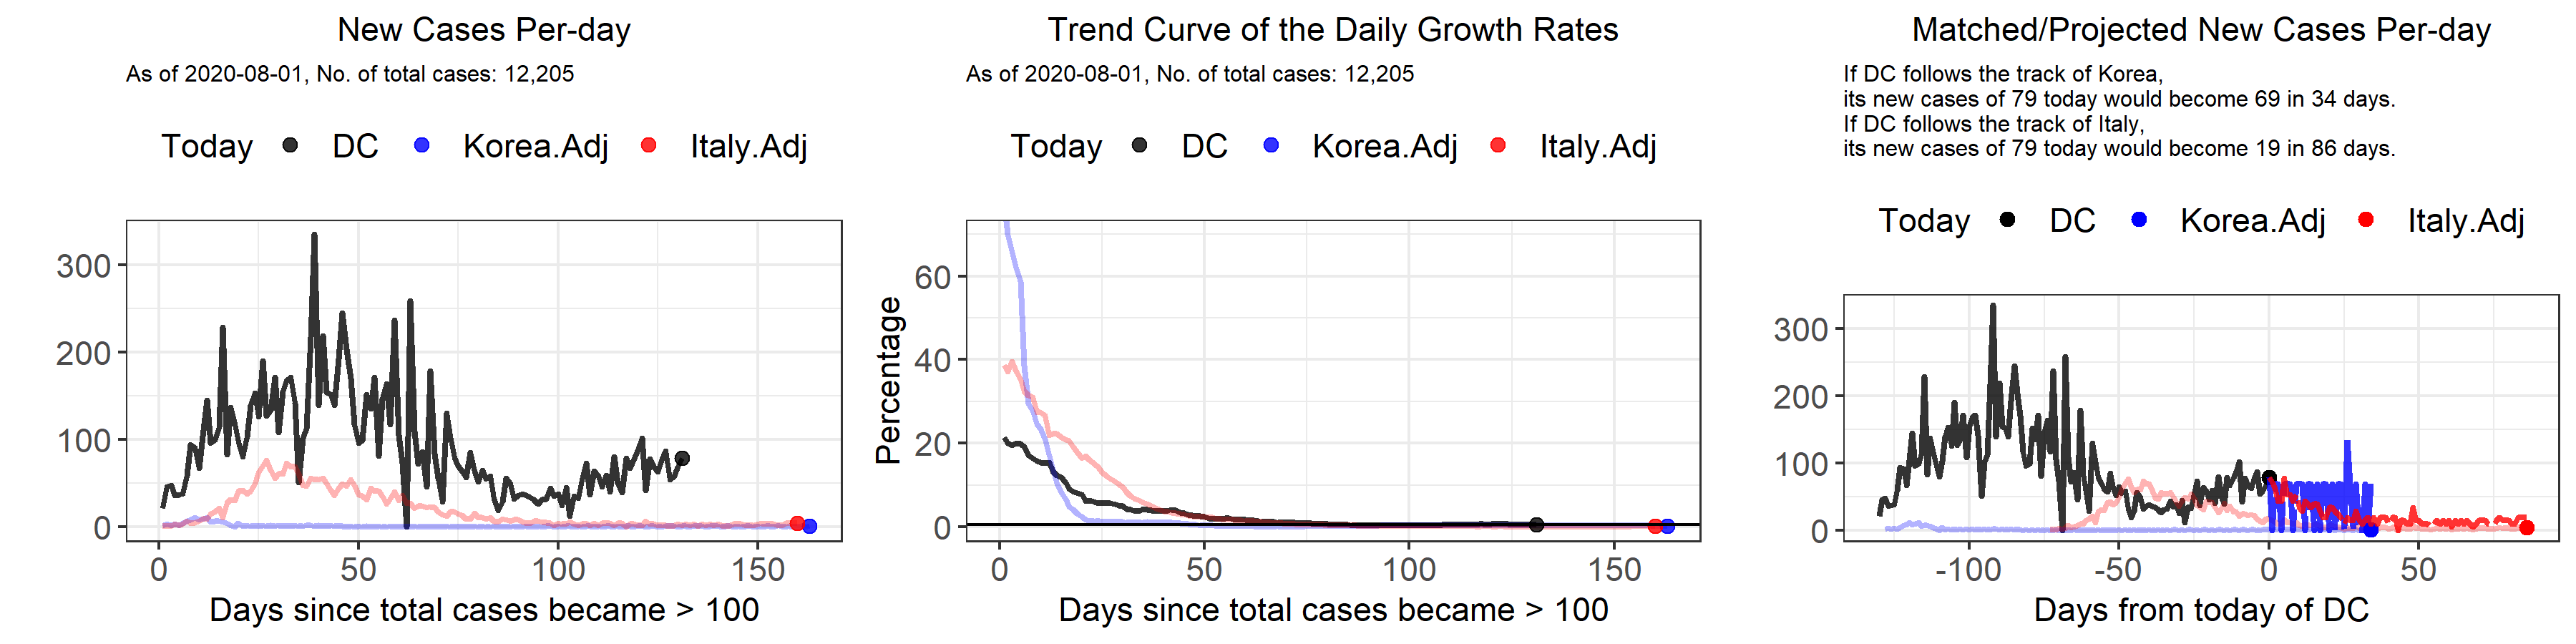 New Cases Per-day
As of 2020-08-01, No. of total cases: 12,205
Today DC Korea.Adj Italy.Adj
300
200
100
0
0 50 100 150
Days since total cases became > 100
Trend Curve of the Daily Growth Rates
As of 2020-08-01, No. of total cases: 12,205
Today DC Korea.Adj Italy.Adj
Percentage
60
40
20
0
0 50 100 150
Days since total cases became > 100
Matched/Projected New Cases Per-day
If DC follows the track of Korea,
its new cases of 79 today would become 69 in 34 days.
If DC follows the track of Italy,
its new cases of 79 today would become 19 in 86 days.
Today DC Korea.Adj Italy.Adj
300
200
100
0
-100 -50 0 50
Days from today of DC